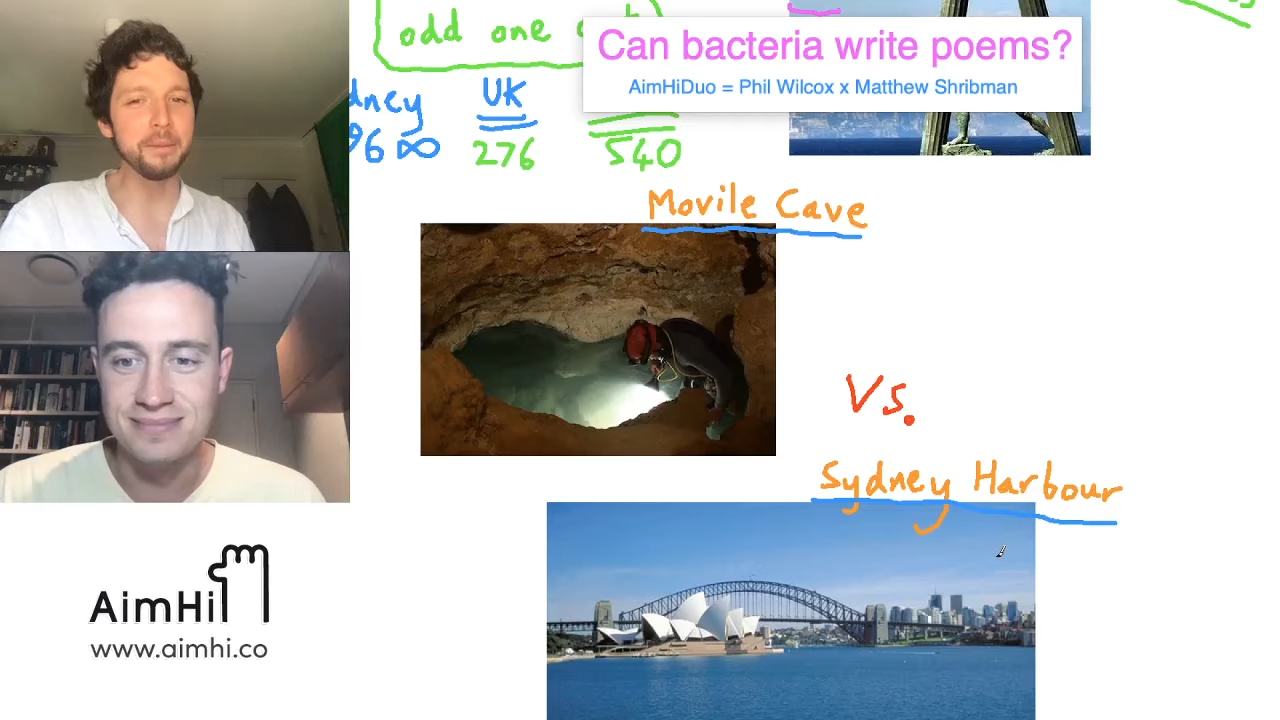 odd one
Can bacteria write poems?
AimHiDuo = Phil Wilcox x Matthew Shribman
UK
276
540
Movile Cave
Vs.
Sydney Harbour
AimHi
www.aimhi.co